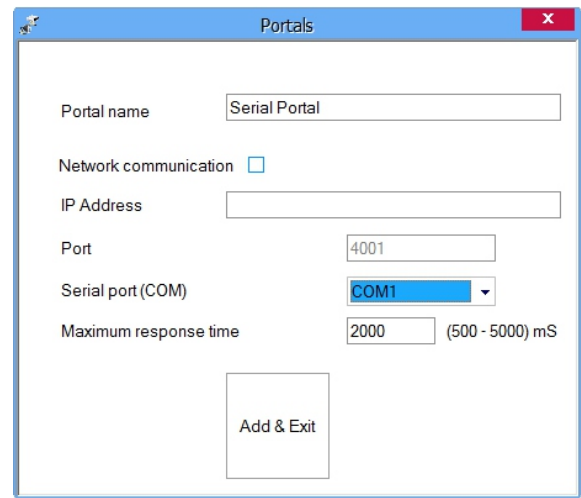 Portals
x
Portal name Serial Portal
Network communication
IP Address
Port 4001
Serial port (COM) COM1
Maximum response time 2000 (500 - 5000) mS
Add & Exit